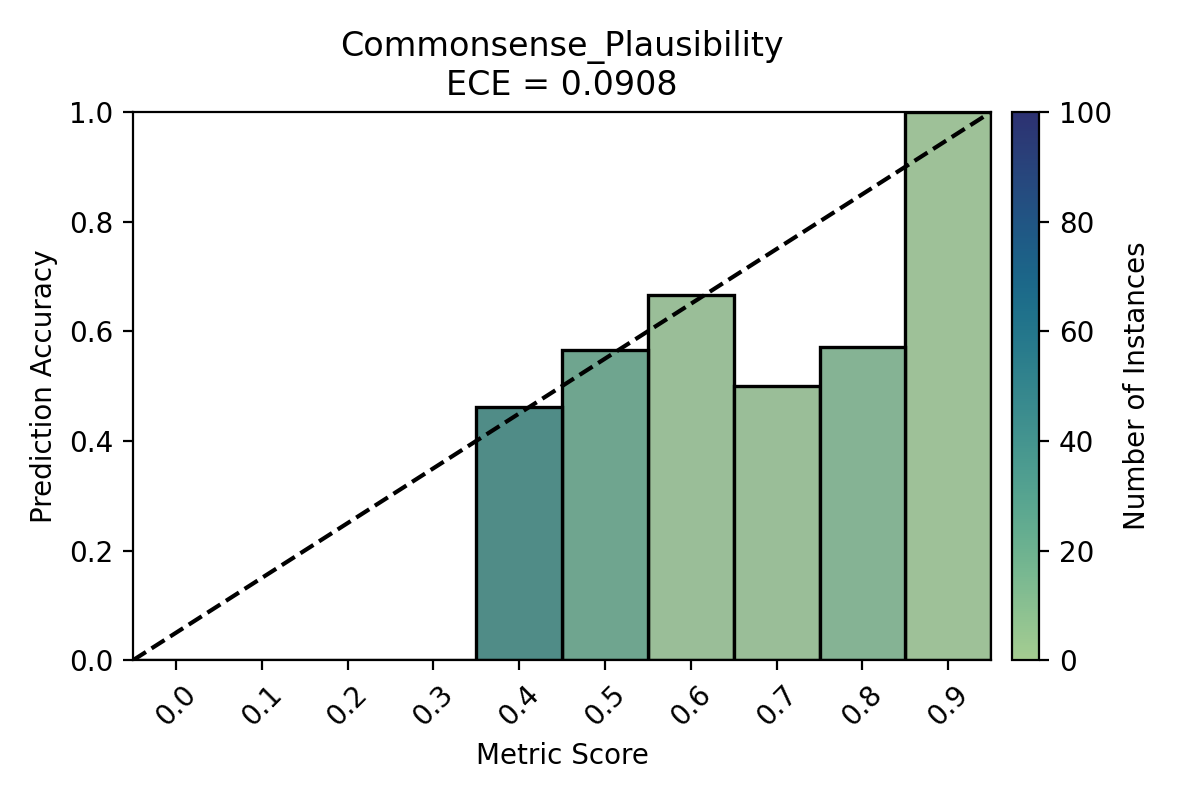 Commonsense_Plausibility
ECE = 0.0908
1.0
0.8
0.6
0.4
0.2
0.0
Prediction Accuracy
0.0 0.1 0.2 0.3 0.4 0.5 0.6 0.7 0.8 0.9
Metric Score
100
80
60
40
20
0
Number of Instances